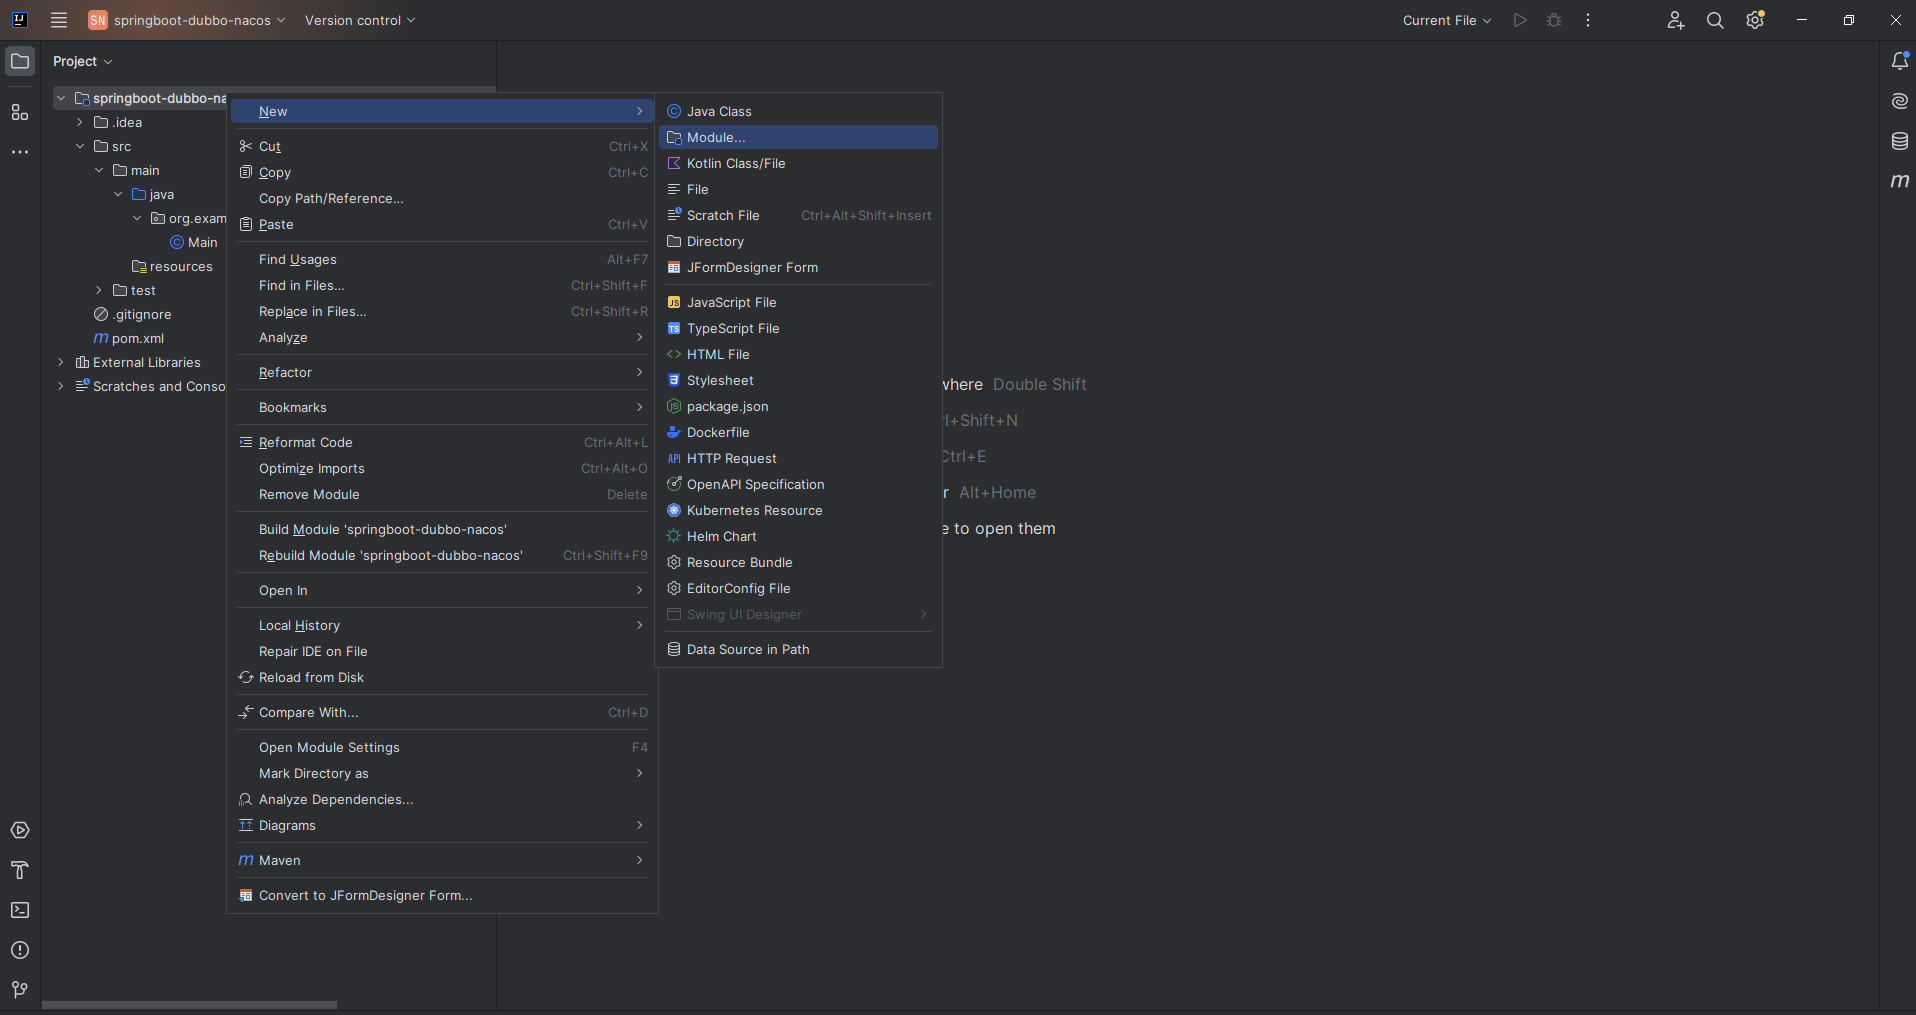 SN springboot-dubbo-nacos
Version control
Current File
Project
springboot-dubbo-na
.idea
src
main
java
org.exam
Main
resources
test
.gitignore
m pom.xml
External Libraries
Scratches and Conso
New
Cut Ctrl+X
Copy Ctrl+C
Copy Path/Reference...
Paste Ctrl+V
Find Usages Alt+F7
Find in Files... Ctrl+Shift+F
Replace in Files... Ctrl+Shift+R
Analyze
Refactor
Bookmarks
Reformat Code Ctrl+Alt+L
Optimize Imports Ctrl+Alt+O
Remove Module Delete
Build Module 'springboot-dubbo-nacos'
Rebuild Module 'springboot-dubbo-nacos' Ctrl+Shift+F9
Open In
Local History
Repair IDE on File
Reload from Disk
Compare With... Ctrl+D
Open Module Settings F4
Mark Directory as
Analyze Dependencies...
Diagrams
m Maven
Convert to JFormDesigner Form...
Java Class
Module...
Kotlin Class/File
File
Scratch File Ctrl+Alt+Shift+Insert
Directory
JFormDesigner Form
JS JavaScript File
TS TypeScript File
HTML File
Stylesheet
package.json
Dockerfile
API HTTP Request
OpenAPI Specification
Kubernetes Resource
Helm Chart
Resource Bundle
EditorConfig File
Swing UI Designer
Data Source in Path
where Double Shift
rl+Shift+N
Ctrl+E
r Alt+Home
e to open them
m